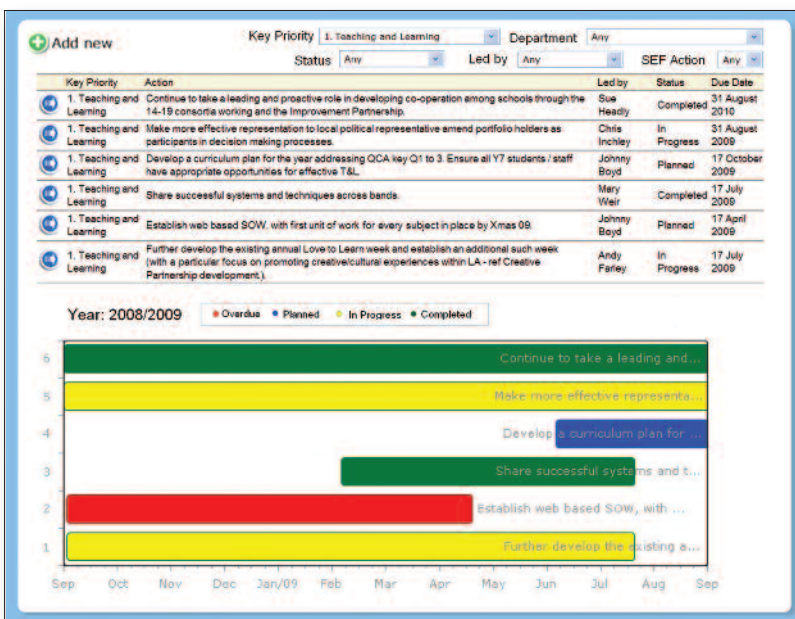 Add new
Key Priority 1. Teaching and Learning Department Any
Status Any Led by Any SEF Action Any
Key Priority Action Led by Status Due Date
1. Teaching and Learning
Continue to take a leading and proactive role in developing co-operation among schools through the
14-19 consortia working and the Improvement Partnership.
Sue Headly
Completed
31 August 2010
1. Teaching and Learning
Make more effective representation to local political representative amend portfolio holders as
participants in decision making processes.
Chris Inchley
In Progress
31 August 2009
1. Teaching and Learning
Develop a curriculum plan for the year addressing QCA key Q1 to 3. Ensure all Y7 students / staff
have appropriate opportunities for effective T&L.
Johnny Boyd
Planned
17 October 2009
1. Teaching and Learning
Share successful systems and techniques across bands.
Mary Weir
Completed
17 July 2009
1. Teaching and Learning
Establish web based SOW, with first unit of work for every subject in place by Xmas 09.
Johnny Boyd
Planned
17 April 2009
1. Teaching and Learning
Further develop the existing annual Love to Learn week and establish an additional such week
(with a particular focus on promoting creative/cultural experiences within LA - ref Creative
Partnership development.).
Andy Farley
In Progress
17 July 2009
Year: 2008/2009 Overdue Planned In Progress Completed
6 Continue to take a leading and...
5 Make more effective representa...
4 Develop a curriculum plan for ...
3 Share successful systems and t...
2 Establish web based SOW, with ...
1 Further develop the existing a...
Sep Oct Nov Dec Jan/09 Feb Mar Apr May Jun Jul Aug Sep